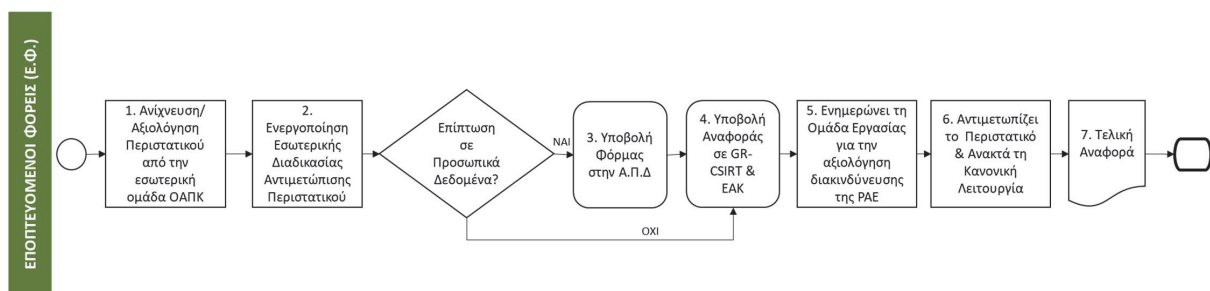 ΕΠΟΠΤΕΥΟΜΕΝΟΙ ΦΟΡΕΙΣ (Ε.Φ.)
1. Ανίχνευση/
Αξιολόγηση
Περιστατικού
από την
εσωτερική
ομάδα ΟΑΠΚ
2.
Ενεργοποίηση
Εσωτερικής
Διαδικασίας
Αντιμετώπισης
Περιστατικού
Επίπτωση
σε
Προσωπικά
Δεδομένα?
ΝΑΙ
ΟΧΙ
3. Υποβολή
Φόρμας
στην Α.Π.Δ
4. Υποβολή
Αναφοράς
σε GR-
CSIRT &
ΕΑΚ
5. Ενημερώνει τη
Ομάδα Εργασίας
για την
αξιολόγηση
διακινδύνευσης
της ΡΑΕ
6. Αντιμετωπίζει
το Περιστατικό
& Ανακτά τη
Κανονική
Λειτουργία
7. Τελική
Αναφορά